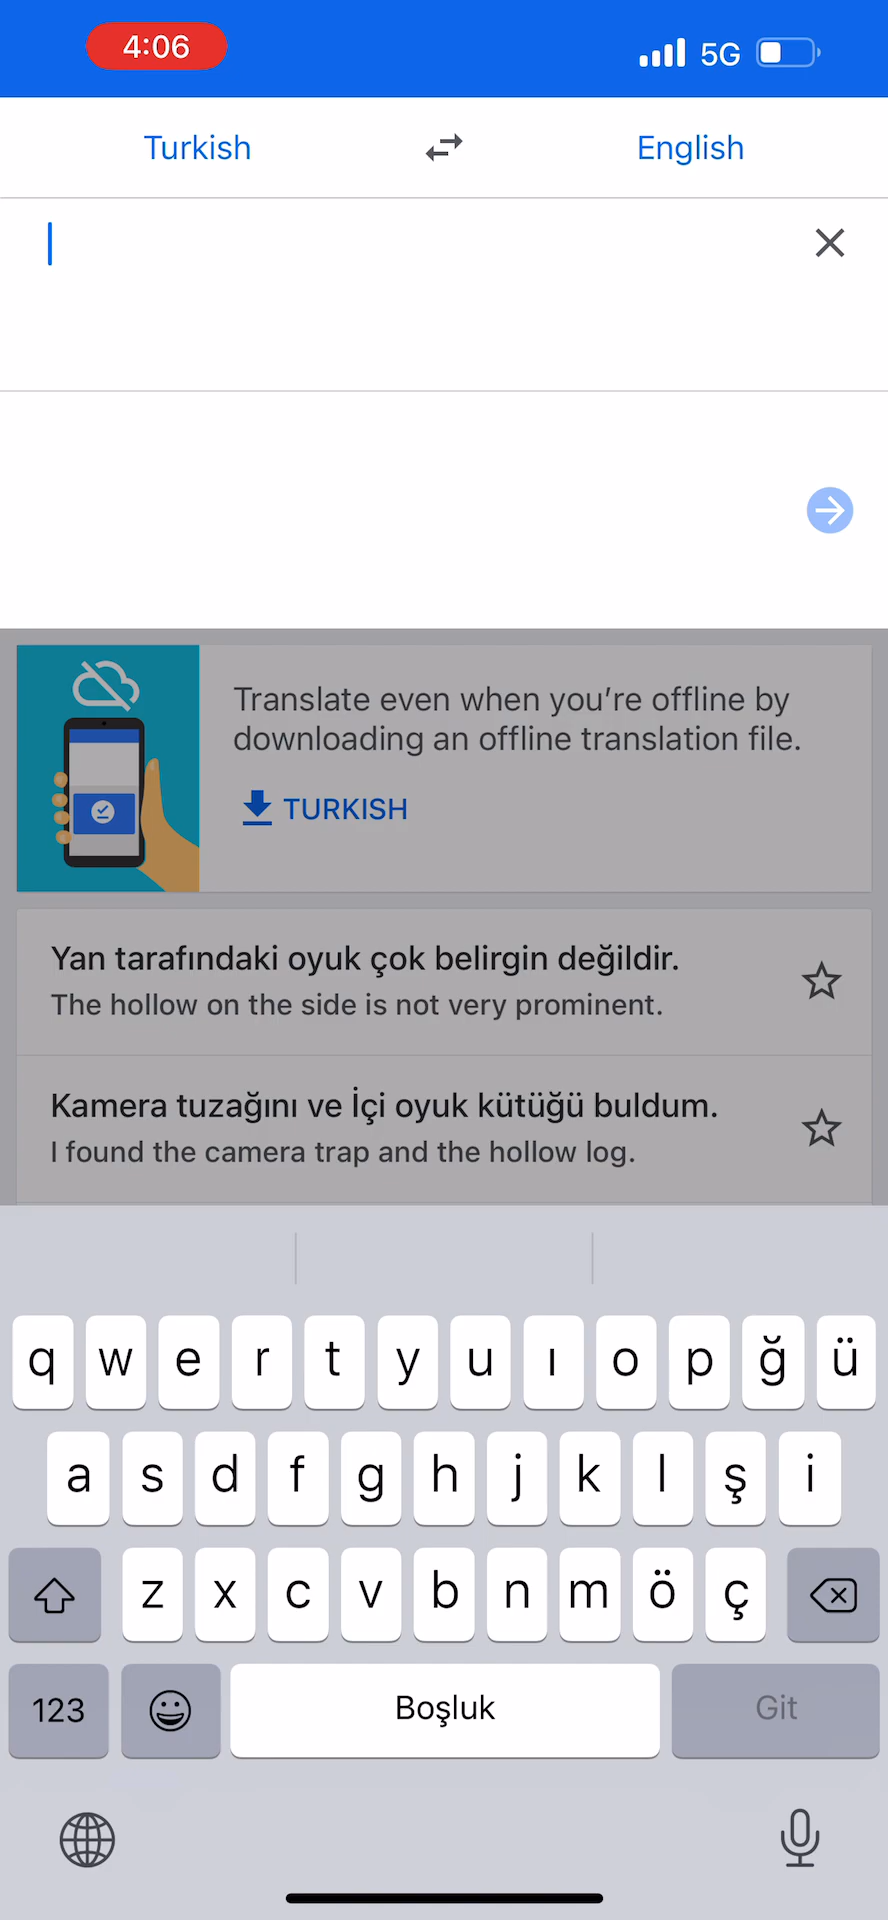 4:06
5G
Turkish
English
Translate even when you're offline by
downloading an offline translation file.
TURKISH
Yan tarafındaki oyuk çok belirgin değildir.
The hollow on the side is not very prominent.
Kamera tuzağını ve İçi oyuk kütüğü buldum.
I found the camera trap and the hollow log.
q w e r t y u ı o p ğ ü
a s d f g h j k l ş i
z x c v b n m ö ç
123
Boşluk
Git